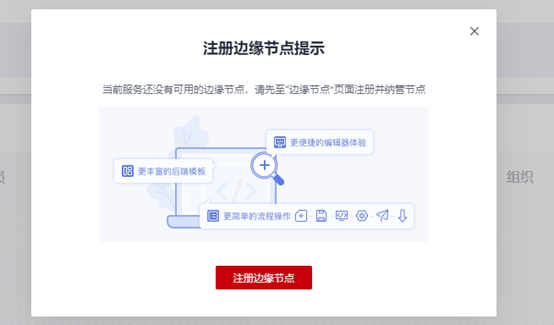 注册边缘节点提示
当前服务还没有可用的边缘节点，请先至"边缘节点"页面注册并纳管节点
更便捷的编辑器体验
更丰富的后端模板
员
组织
更简单的流程操作
注册边缘节点